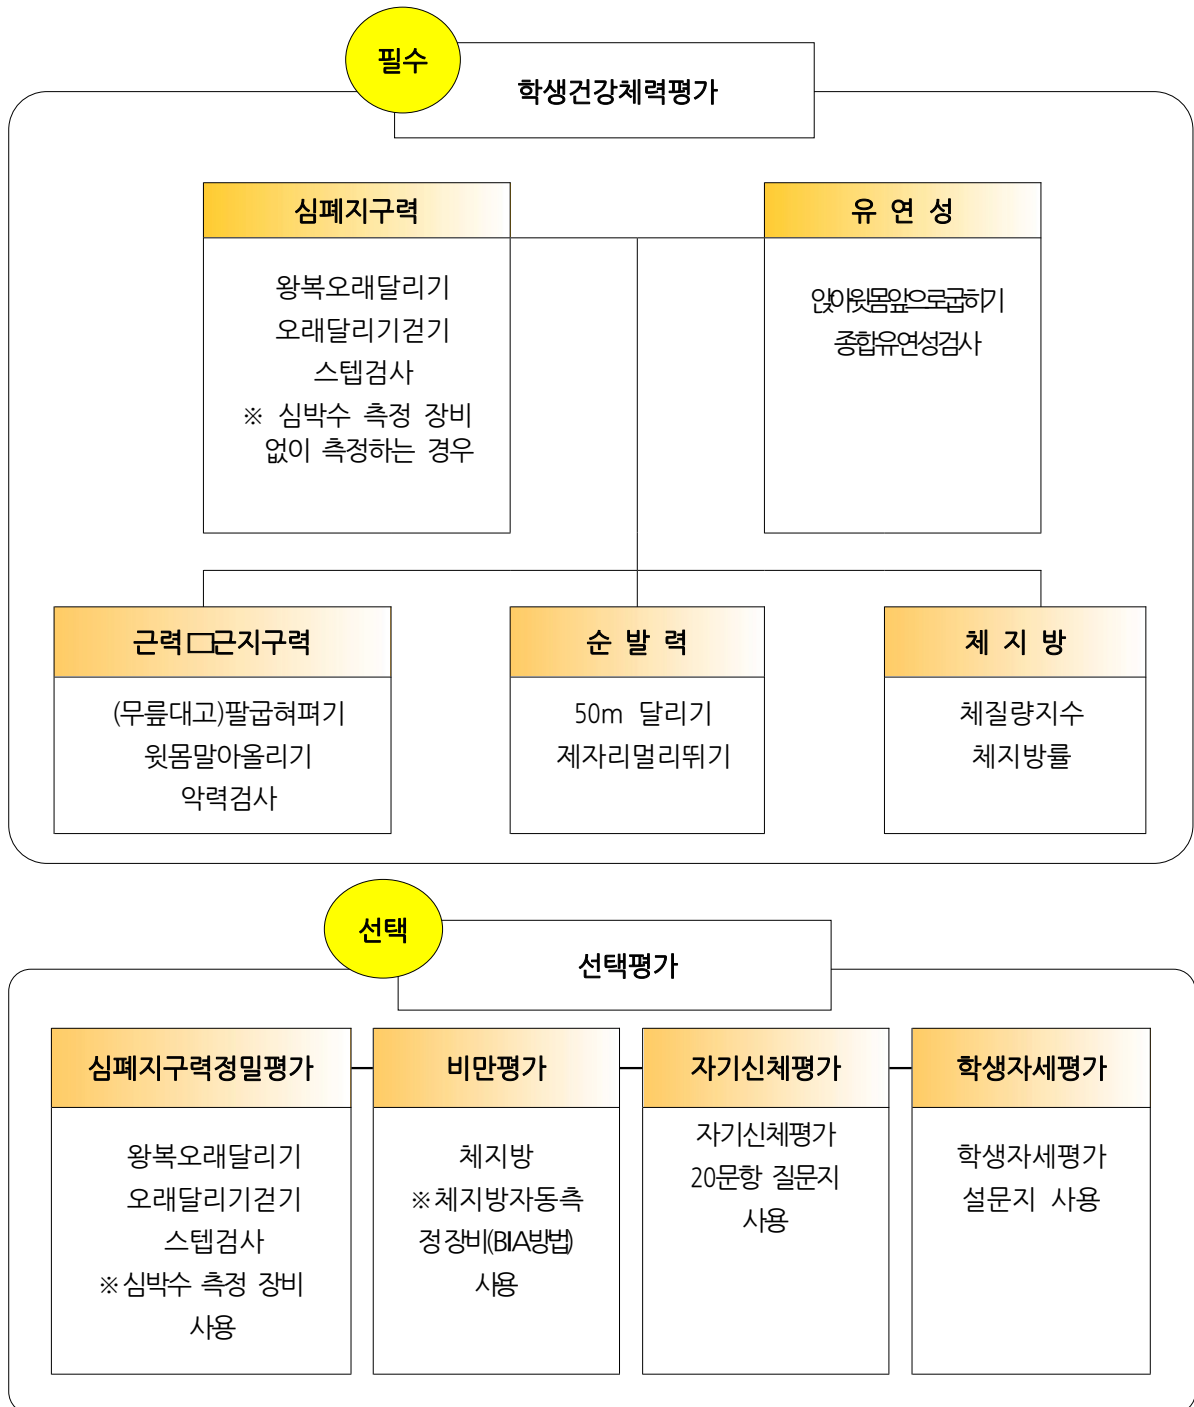 필수
학생건강체력평가
심폐지구력
왕복오래달리기
오래달리기걷기
스텝검사
※ 심박수 측정 장비
없이 측정하는 경우
유 연 성
앉아윗몸앞으로굽히기
종합유연성검사
근력□근지구력
(무릎대고)팔굽혀펴기
윗몸말아올리기
악력검사
순 발 력
50m 달리기
제자리멀리뛰기
체 지 방
체질량지수
체지방률
선택
선택평가
심폐지구력정밀평가
왕복오래달리기
오래달리기걷기
스텝검사
※심박수 측정 장비
사용
비만평가
체지방
※체지방자동측
정장비(BIA방법)
사용
자기신체평가
자기신체평가
20문항 질문지
사용
학생자세평가
학생자세평가
설문지 사용